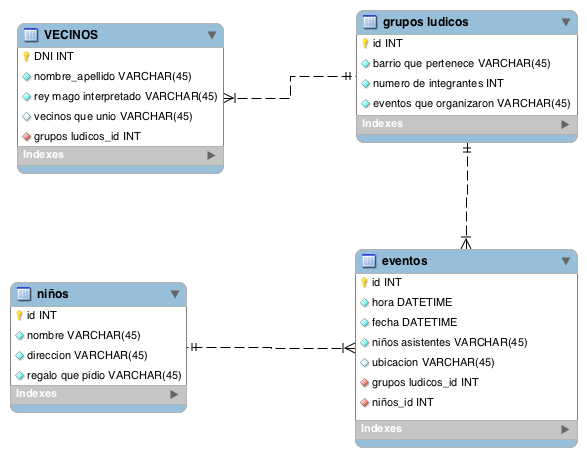 VECINOS
DNI INT
nombre_apellido VARCHAR(45)
rey mago interpretado VARCHAR(45)
vecinos que unio VARCHAR(45)
grupos ludicos_id INT
Indexes
grupos ludicos
id INT
barrio que pertenece VARCHAR(45)
numero de integrantes INT
eventos que organizaron VARCHAR(45)
Indexes
niños
id INT
nombre VARCHAR(45)
direccion VARCHAR(45)
regalo que pidio VARCHAR(45)
Indexes
eventos
id INT
hora DATETIME
fecha DATETIME
niños asistentes VARCHAR(45)
ubicacion VARCHAR(45)
grupos ludicos_id INT
niños_id INT
Indexes